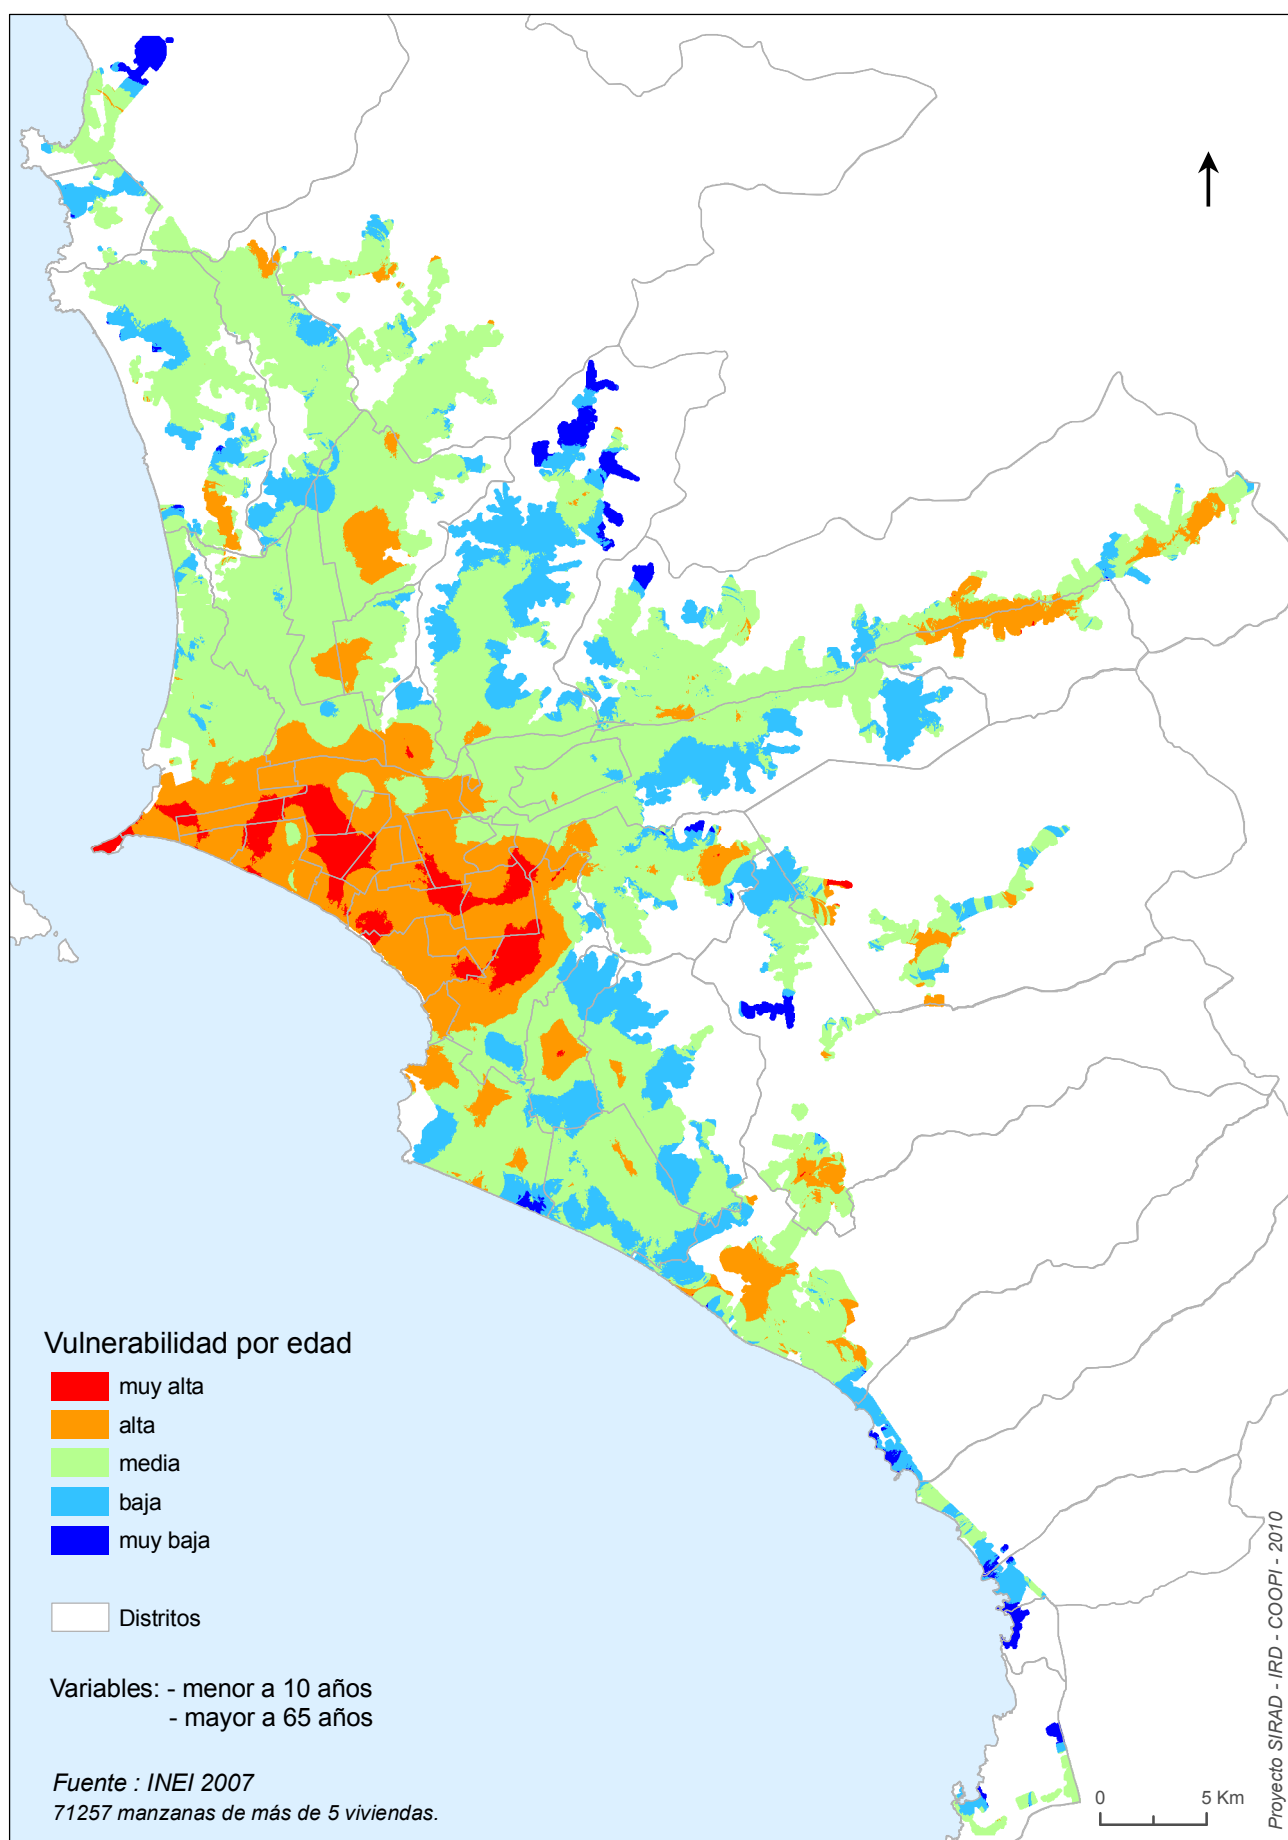 Vulnerabilidad por edad
muy alta
alta
media
baja
muy baja
Distritos
Variables: - menor a 10 años
- mayor a 65 años
Fuente : INEI 2007
71257 manzanas de más de 5 viviendas.
0 5 Km
Proyecto SIRAD - IRD - COOPI - 2010